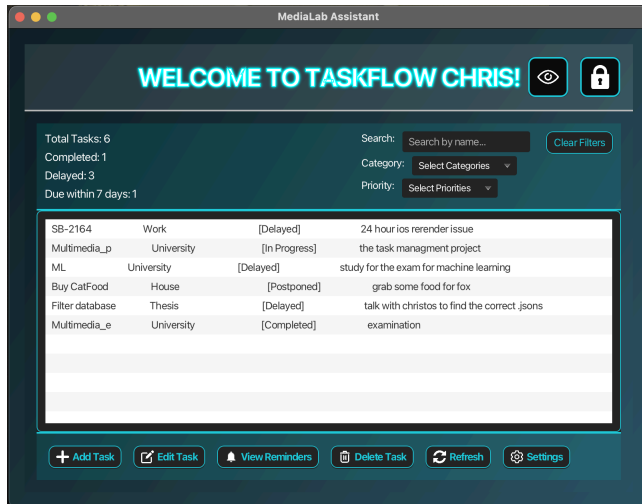 MediaLab Assistant
WELCOME TO TASKFLOW CHRIS!
Total Tasks: 6
Completed: 1
Delayed: 3
Due within 7 days: 1
Search: Search by name...
Clear Filters
Category: Select Categories
Priority: Select Priorities
SB-2164 Work [Delayed] 24 hour ios rerender issue
Multimedia_p University [In Progress] the task managment project
ML University [Delayed] study for the exam for machine learning
Buy CatFood House [Postponed] grab some food for fox
Filter database Thesis [Delayed] talk with christos to find the correct .jsons
Multimedia_e University [Completed] examination
Add Task Edit Task View Reminders Delete Task Refresh Settings